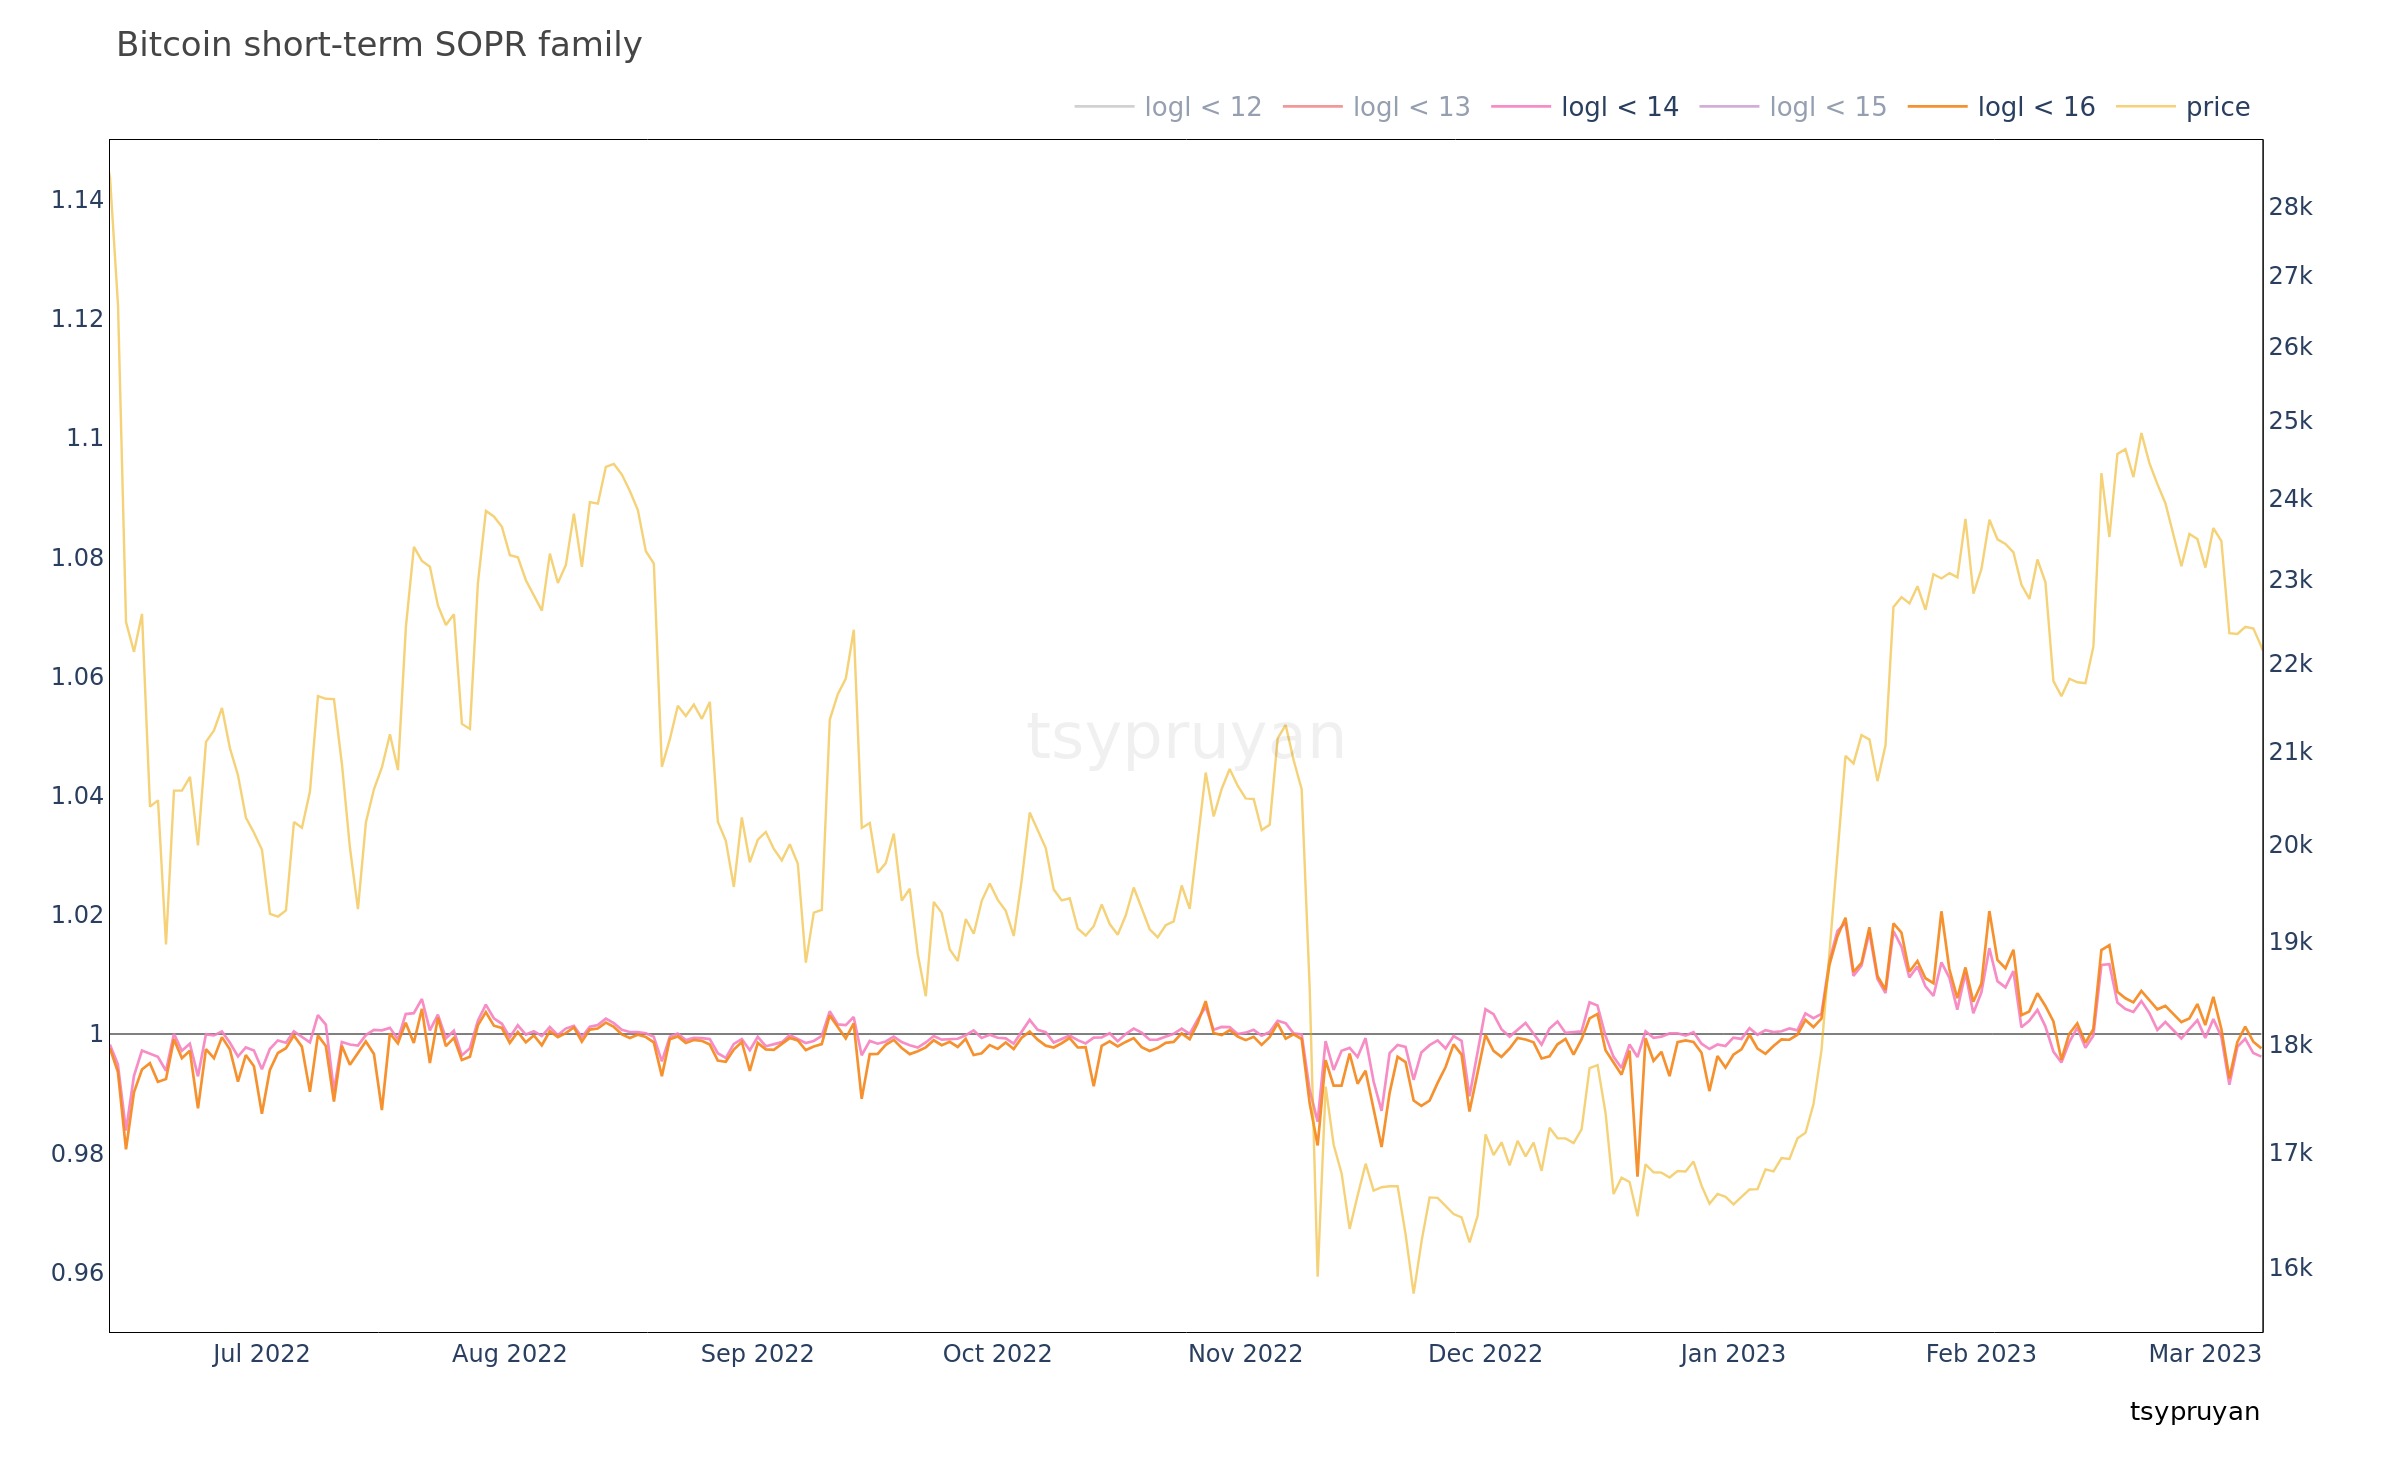 Bitcoin short-term SOPR family
logl < 12 logl < 13 logl < 14 logl < 15 logl < 16 price
1.14
1.12
1.1
1.08
1.06
1.04
1.02
1
0.98
0.96
28k
27k
26k
25k
24k
23k
22k
21k
20k
19k
18k
17k
16k
tsypruyan
Jul 2022 Aug 2022 Sep 2022 Oct 2022 Nov 2022 Dec 2022 Jan 2023 Feb 2023 Mar 2023
tsypruyan